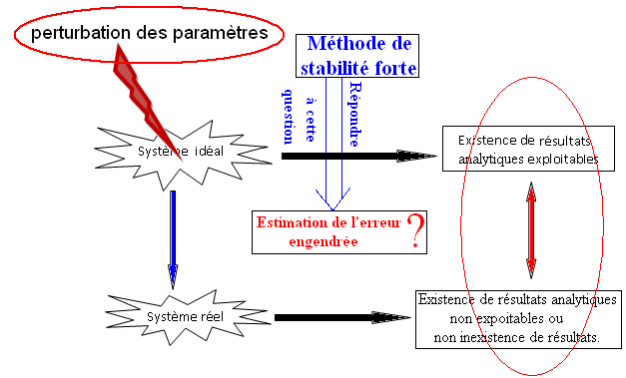 perturbation des paramètres
Méthode de
stabilité forte
Répondre
à cette
question
Système idéal
Existence de résultats
analytiques exploitables
Estimation de l'erreur
engendrée ?
Système réel
Existence de résultats analytiques
non expoitables ou
non inexistence de résultats.